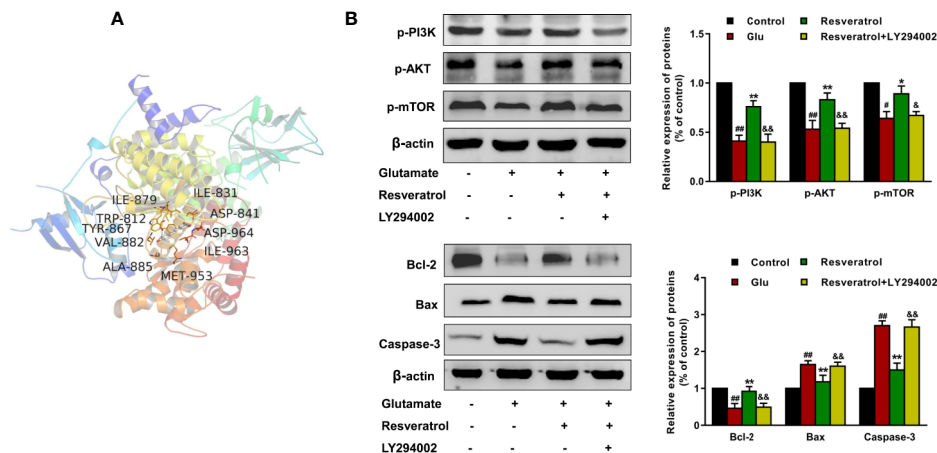 A
ILE-879
ILE-831
TRP-812
ASP-841
TYR-867
ASP-964
VAL-882
ILE-963
ALA-885
MET-953
B
p-PI3K
p-AKT
p-mTOR
β-actin
Glutamate - + + +
Resveratrol - - + +
LY294002 - - - +
Bcl-2
Bax
Caspase-3
β-actin
Glutamate - + + +
Resveratrol - - + +
LY294002 - - - +
Control Resveratrol
Glu Resveratrol+LY294002
Relative expression of proteins
(% of control)
1.5
1.0
0.5
0.0
## ** && ## ** && # * &
p-PI3K p-AKT p-mTOR
Control Resveratrol
Glu Resveratrol+LY294002
Relative expression of proteins
(% of control)
4
3
2
1
0
## ** && ## ** && ## ** &&
Bcl-2 Bax Caspase-3